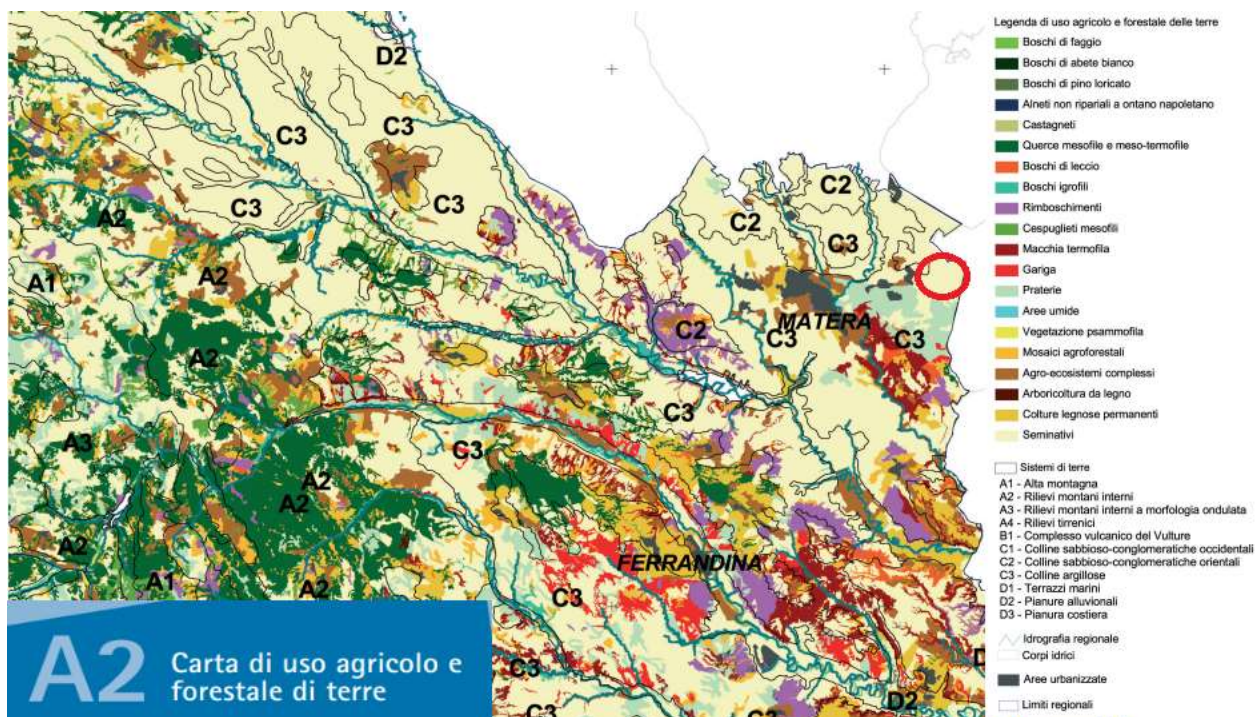 D2
C3
C3
C3
C3
C2
C2
C3
A2
A2
A1
C2
MATERA
C3
C3
A2
C3
A3
C3
A2
A2
A2
FERRANDINA
A1
A2
C3
C3
D2
C3
C3
A2 Carta di uso agricolo e
forestale di terre
Legenda di uso agricolo e forestale delle terre
Boschi di faggio
Boschi di abete bianco
Boschi di pino loricato
Alneti non ripariali a ontano napoletano
Castagneti
Querce mesofile e meso-termofile
Boschi di leccio
Boschi igrofili
Rimboschimenti
Cespuglieti mesofili
Macchia termofila
Gariga
Praterie
Aree umide
Vegetazione psammofila
Mosaici agroforestali
Agro-ecosistemi complessi
Arboricoltura da legno
Colture legnose permanenti
Seminativi
Sistemi di terre
A1 - Alta montagna
A2 - Rilievi montani interni
A3 - Rilievi montani interni a morfologia ondulata
A4 - Rilievi tirrenici
B1 - Complesso vulcanico del Vulture
C1 - Colline sabbioso-conglomeratiche occidentali
C2 - Colline sabbioso-conglomeratiche orientali
C3 - Colline argillose
D1 - Terrazzi marini
D2 - Pianure alluvionali
D3 - Pianura costiera
Idrografia regionale
Corpi idrici
Aree urbanizzate
Limiti regionali